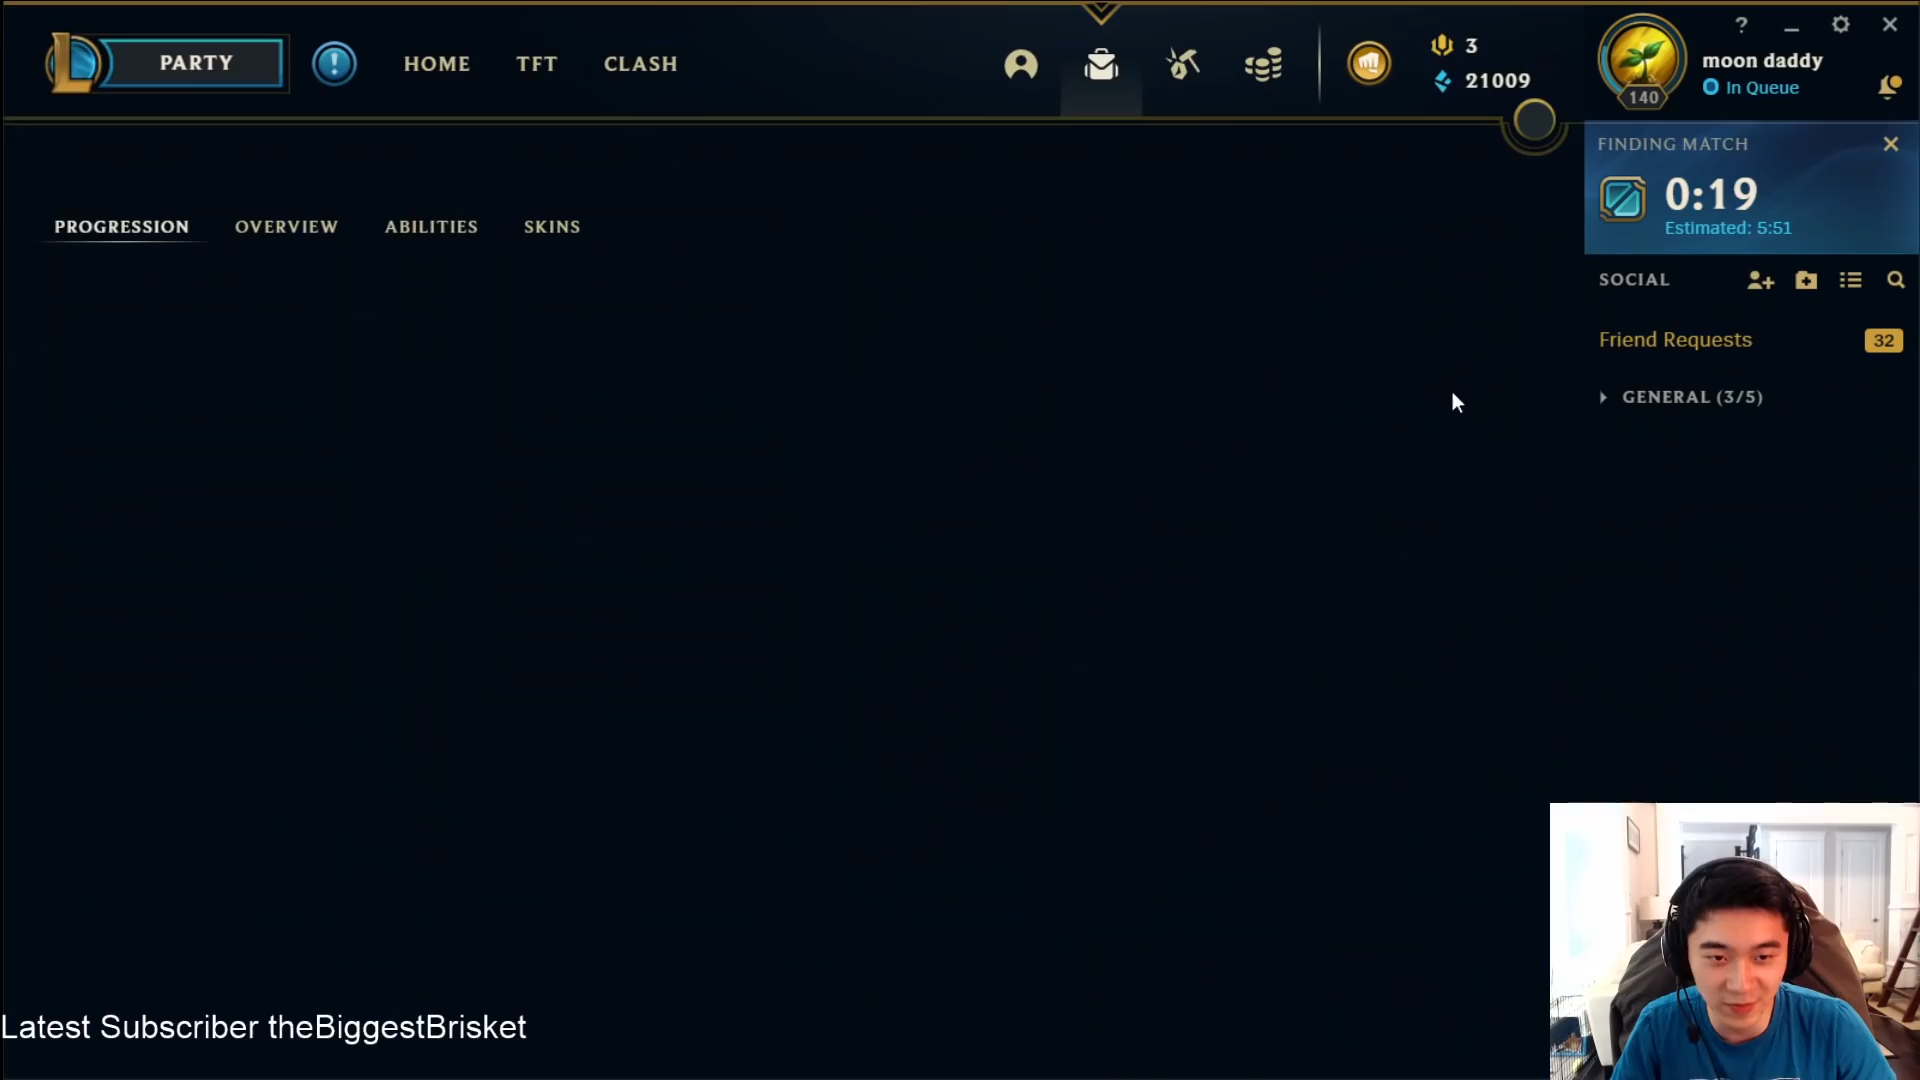 PARTY
HOME
TFT
CLASH
3
21009
?
140
moon daddy
In Queue
FINDING MATCH
0:19
Estimated: 5:51
PROGRESSION
OVERVIEW
ABILITIES
SKINS
SOCIAL
Friend Requests
32
GENERAL (3/5)
Latest Subscriber theBiggestBrisket